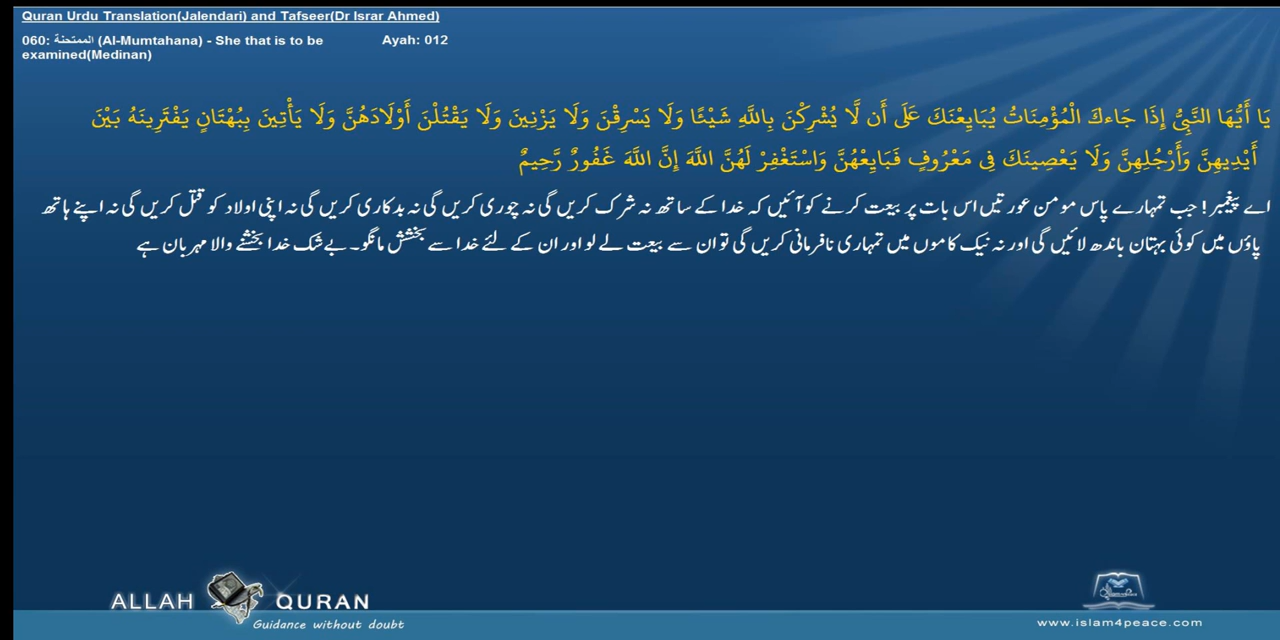 Quran Urdu Translation(Jalendari) and Tafseer(Dr Israr Ahmed)
060: الممتحنة (Al-Mumtahana) - She that is to be examined(Medinan)
Ayah: 012
يَا أَيُّهَا النَّبِيُّ إِذَا جَاءكَ الْمُؤْمِنَاتُ يُبَايِعْنَكَ عَلَى أَن لَّا يُشْرِكْنَ بِاللَّهِ شَيْئًا وَلَا يَسْرِقْنَ وَلَا يَزْنِينَ وَلَا يَقْتُلْنَ أَوْلَادَهُنَّ وَلَا يَأْتِينَ بِبُهْتَانٍ يَفْتَرِينَهُ بَيْنَ
أَيْدِيهِنَّ وَأَرْجُلِهِنَّ وَلَا يَعْصِينَكَ فِي مَعْرُوفٍ فَبَايِعْهُنَّ وَاسْتَغْفِرْ لَهُنَّ اللَّهَ إِنَّ اللَّهَ غَفُورٌ رَّحِيمٌ
اے پیغمبر! جب تمہارے پاس مومن عورتیں اس بات پر بیعت کرنے کو آئیں کہ خدا کے ساتھ نہ شرک کریں گی نہ چوری کریں گی نہ بدکاری کریں گی نہ اپنی اولاد کو قتل کریں گی نہ اپنے ہاتھ
پاؤں میں کوئی بہتان باندھ لائیں گی اور نہ نیک کاموں میں تمہاری نافرمانی کریں گی تو ان سے بیعت لے لو اور ان کے لئے خدا سے بخشش مانگو۔ بےشک خدا بخشنے والا مہربان ہے
ALLAH QURAN
Guidance without doubt
www.islam4peace.com